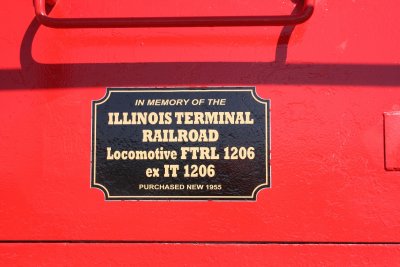 IN MEMORY OF THE
ILLINOIS TERMINAL
RAILROAD
Locomotive FTRL 1206
ex IT 1206
PURCHASED NEW 1955